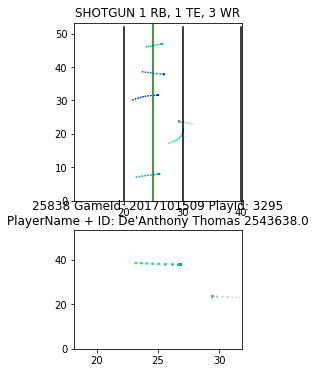 SHOTGUN 1 RB, 1 TE, 3 WR
50
40
30
20
10
0
20 30 40
25838 GameId: 2017101509 PlayId: 3295
PlayerName + ID: De'Anthony Thomas 2543638.0
40
20
0
20 25 30